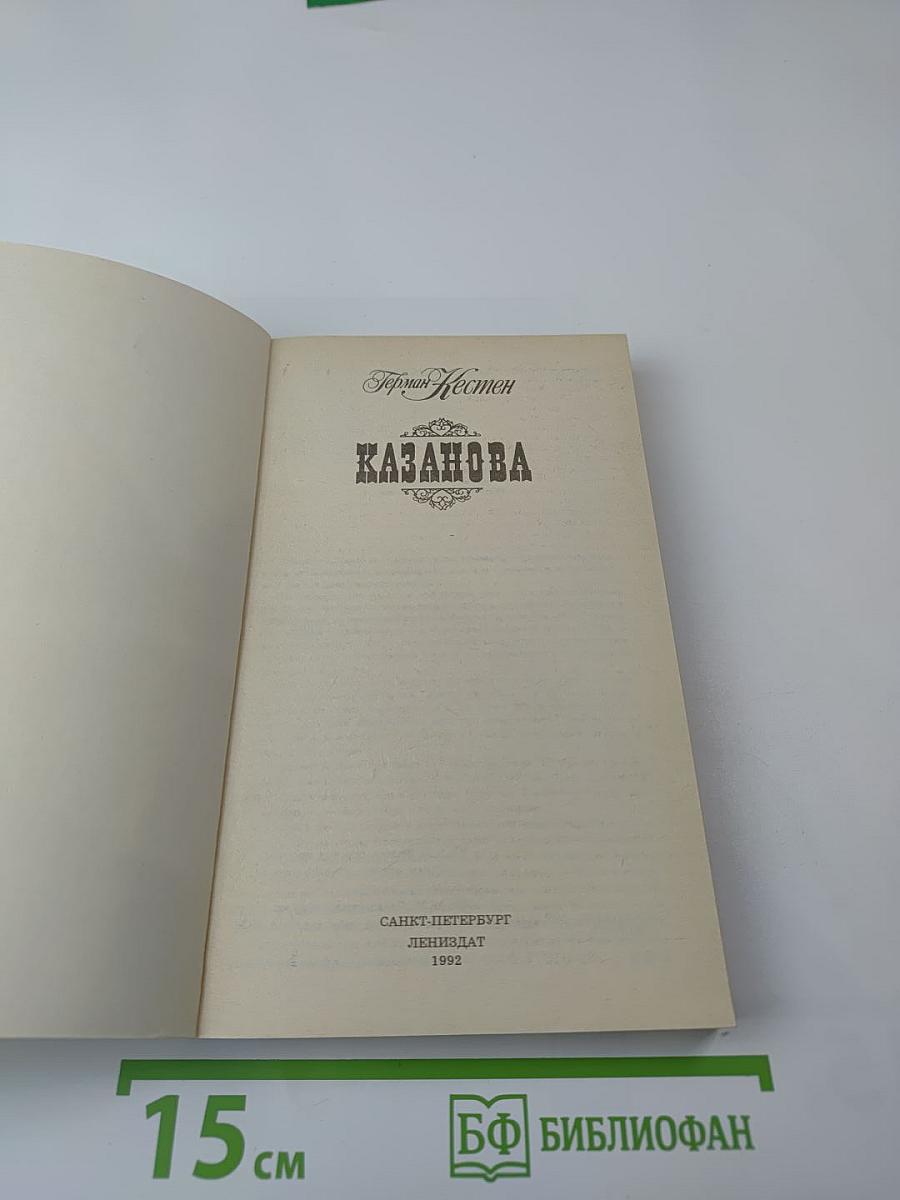 Герман Кестен
КАЗАНОВА
САНКТ-ПЕТЕРБУРГ
ЛЕНИЗДАТ
1992
15 см
БФ БИБЛИОФАН